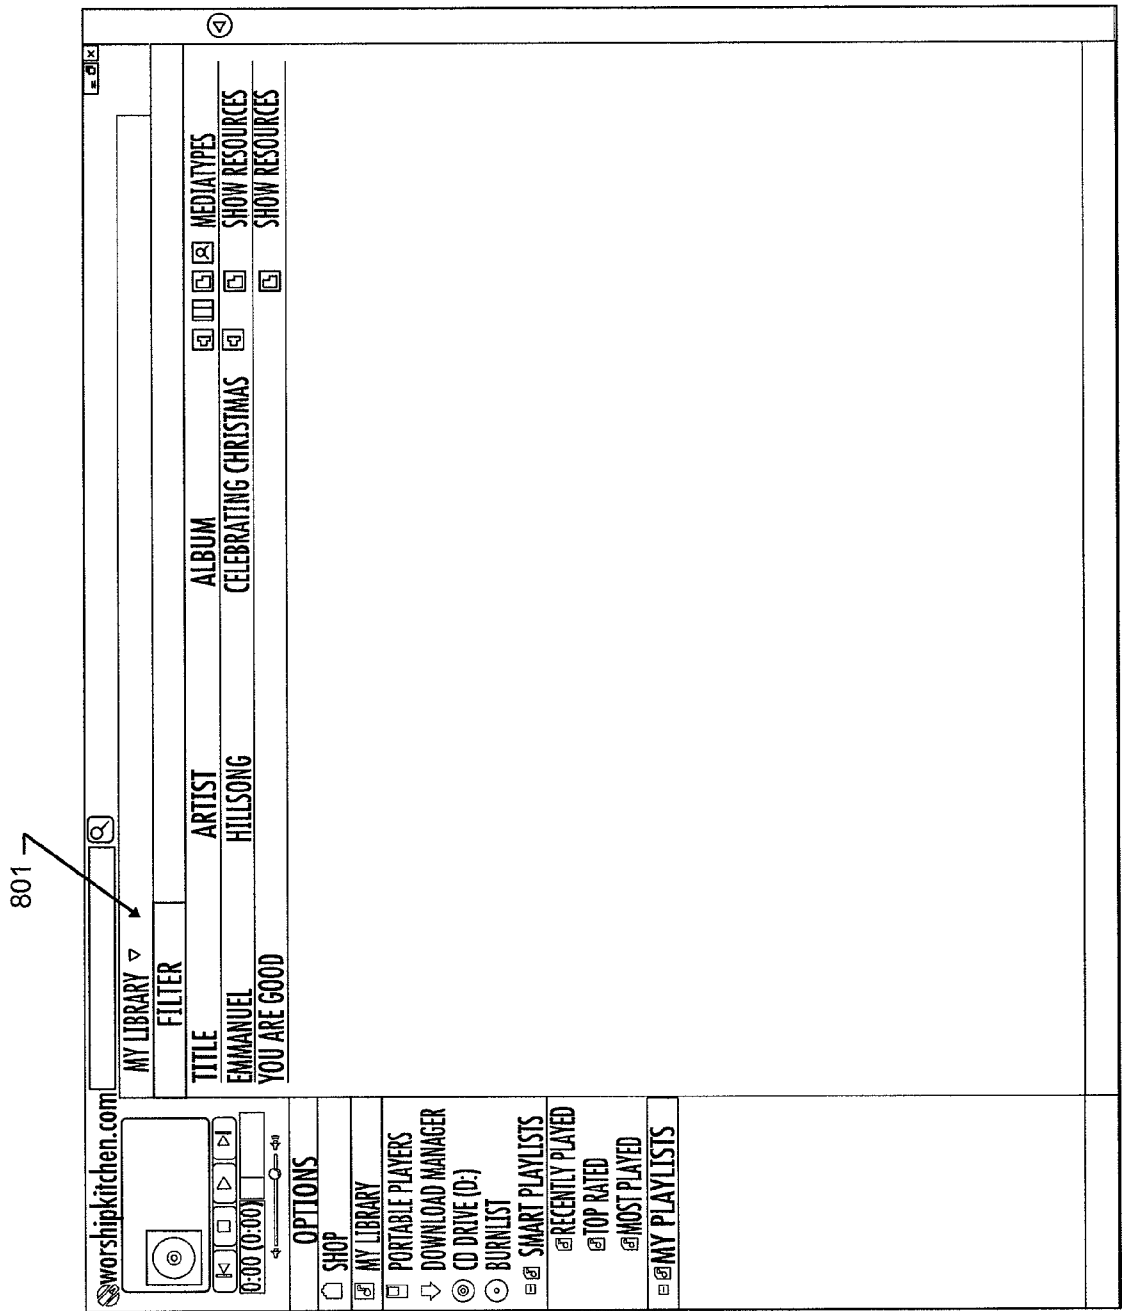 801
worshipkitchen.com
MY LIBRARY
FILTER
TITLE ARTIST ALBUM MEDIATYPES
EMMANUEL HILLSONG CELEBRATING CHRISTMAS SHOW RESOURCES
YOU ARE GOOD SHOW RESOURCES
0:00 (0:00)
OPTIONS
SHOP
MY LIBRARY
PORTABLE PLAYERS
DOWNLOAD MANAGER
CD DRIVE (D:)
BURNLIST
SMART PLAYLISTS
RECENTLY PLAYED
TOP RATED
MOST PLAYED
MY PLAYLISTS